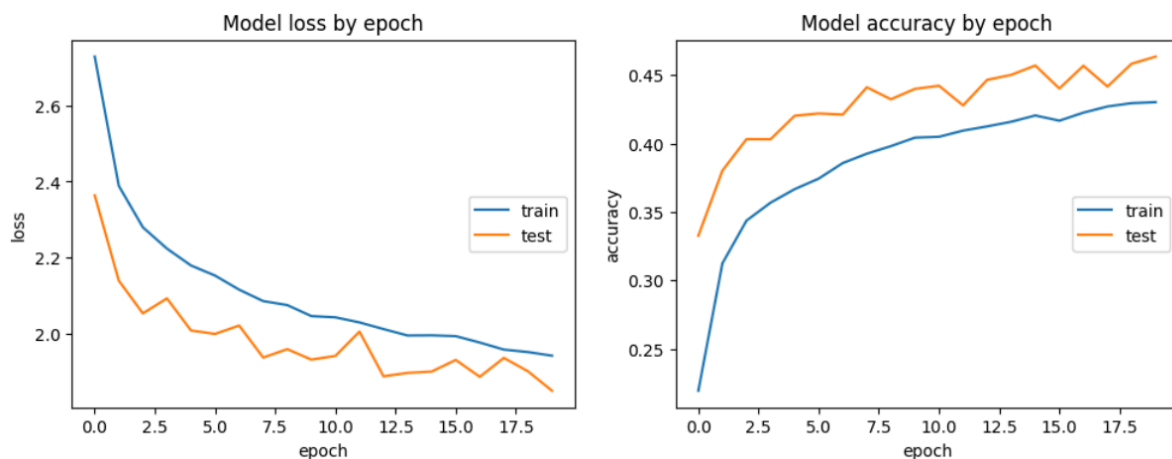 Model loss by epoch
2.6
2.4
2.2
2.0
loss
train
test
0.0 2.5 5.0 7.5 10.0 12.5 15.0 17.5
epoch
Model accuracy by epoch
0.45
0.40
0.35
0.30
0.25
accuracy
train
test
0.0 2.5 5.0 7.5 10.0 12.5 15.0 17.5
epoch